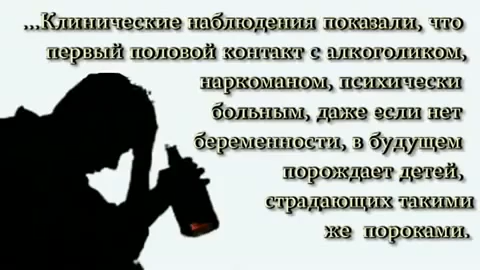 ...Клинические наблюдения показали, что
первый половой контакт с алкоголиком,
наркоманом, психически
больным, даже если нет
беременности, в будущем
порождает детей,
страдающих такими
же пороками.